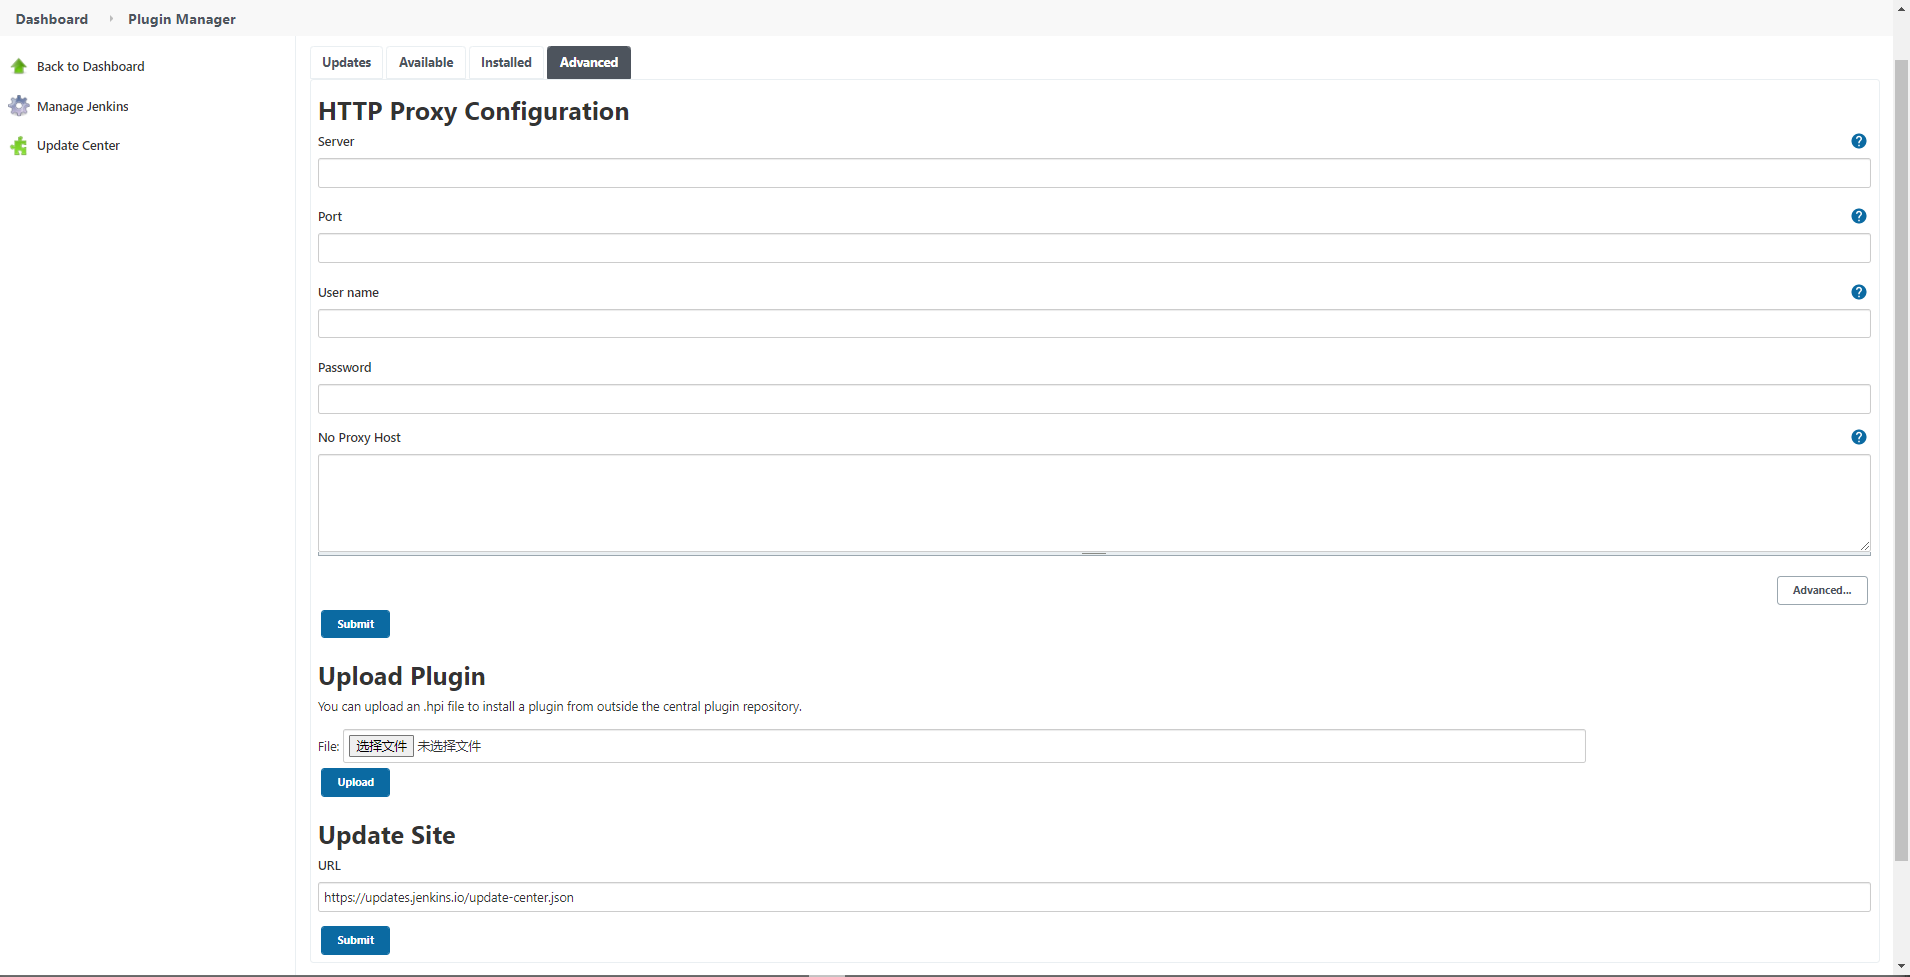 Dashboard Plugin Manager
Back to Dashboard
Manage Jenkins
Update Center
Updates Available Installed Advanced
HTTP Proxy Configuration
Server
Port
User name
Password
No Proxy Host
Advanced...
Submit
Upload Plugin
You can upload an .hpi file to install a plugin from outside the central plugin repository.
File: 选择文件 未选择文件
Upload
Update Site
URL
https://updates.jenkins.io/update-center.json
Submit